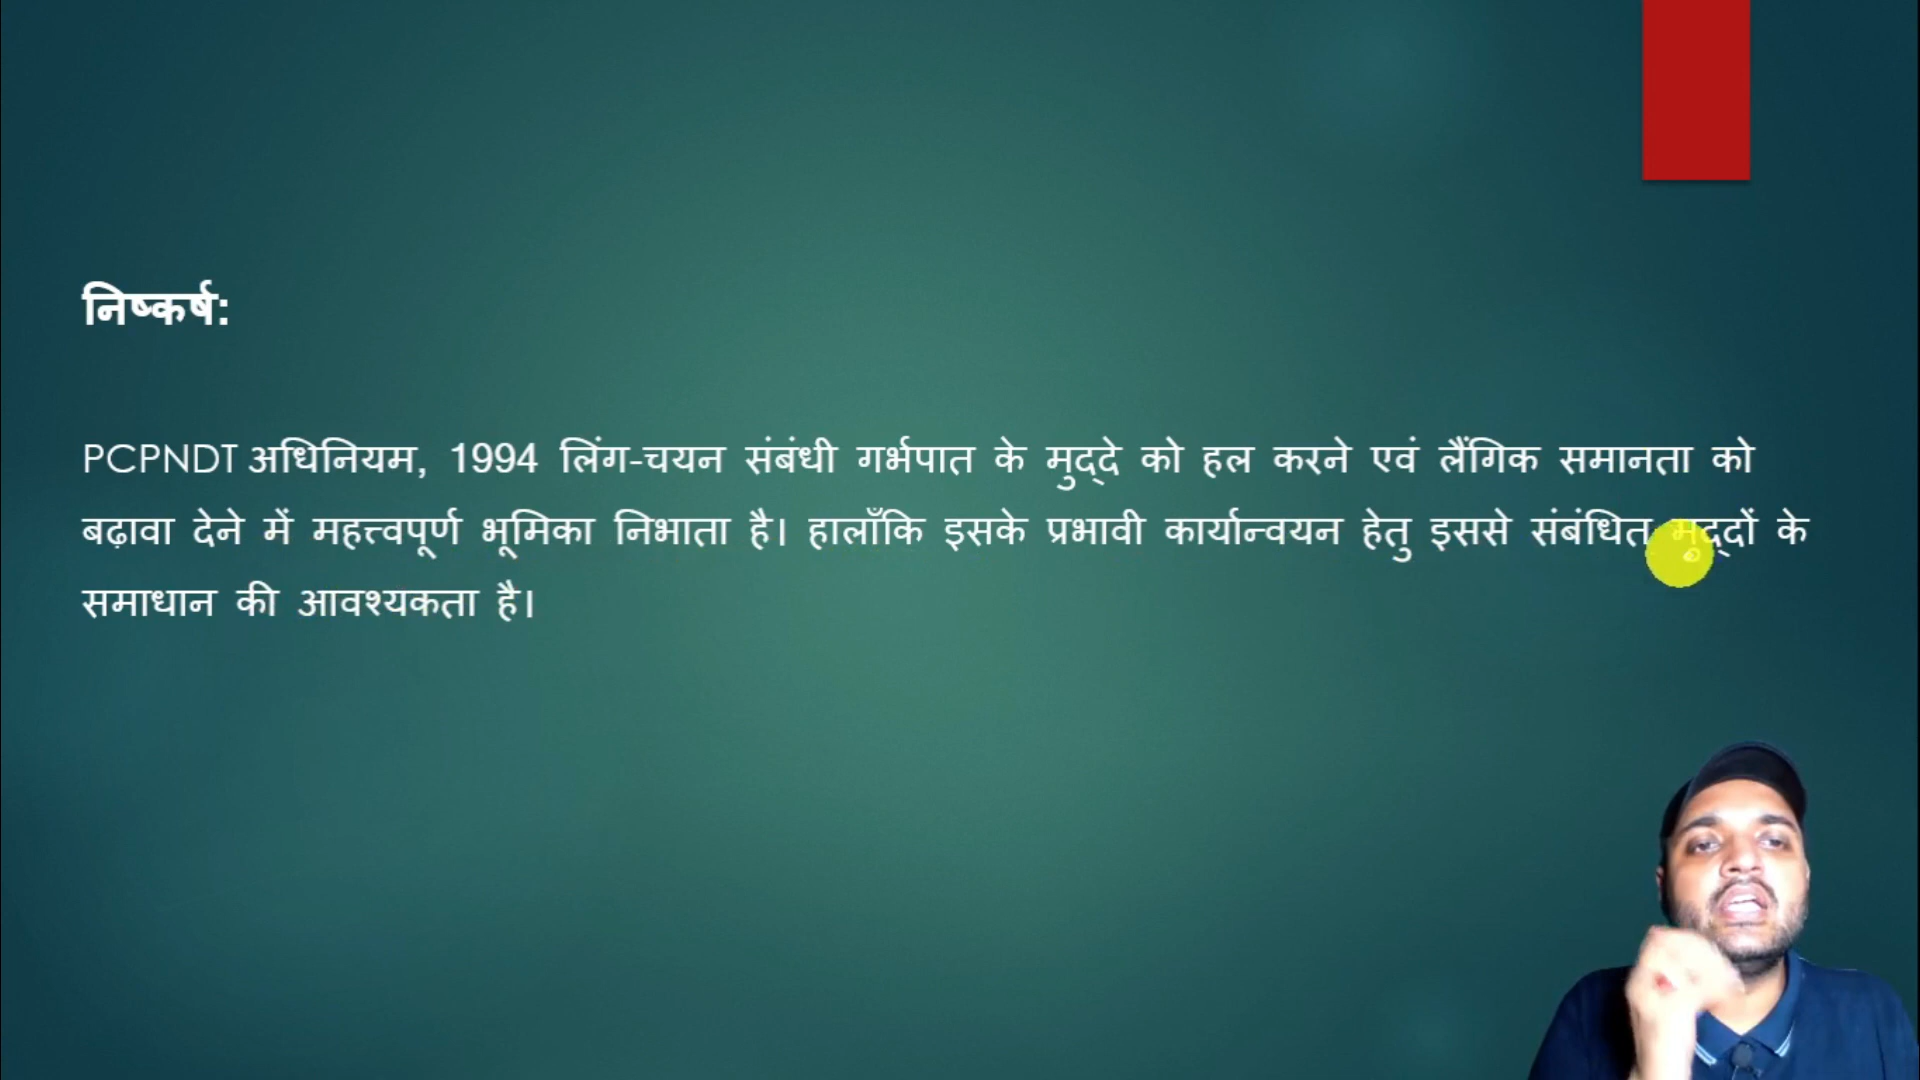 निष्कर्ष:
PCPNDT अधिनियम, 1994 लिंग-चयन संबंधी गर्भपात के मुद्दे को हल करने एवं लैंगिक समानता को
बढ़ावा देने में महत्त्वपूर्ण भूमिका निभाता है। हालाँकि इसके प्रभावी कार्यान्वयन हेतु इससे संबंधित मुद्दों के
समाधान की आवश्यकता है।